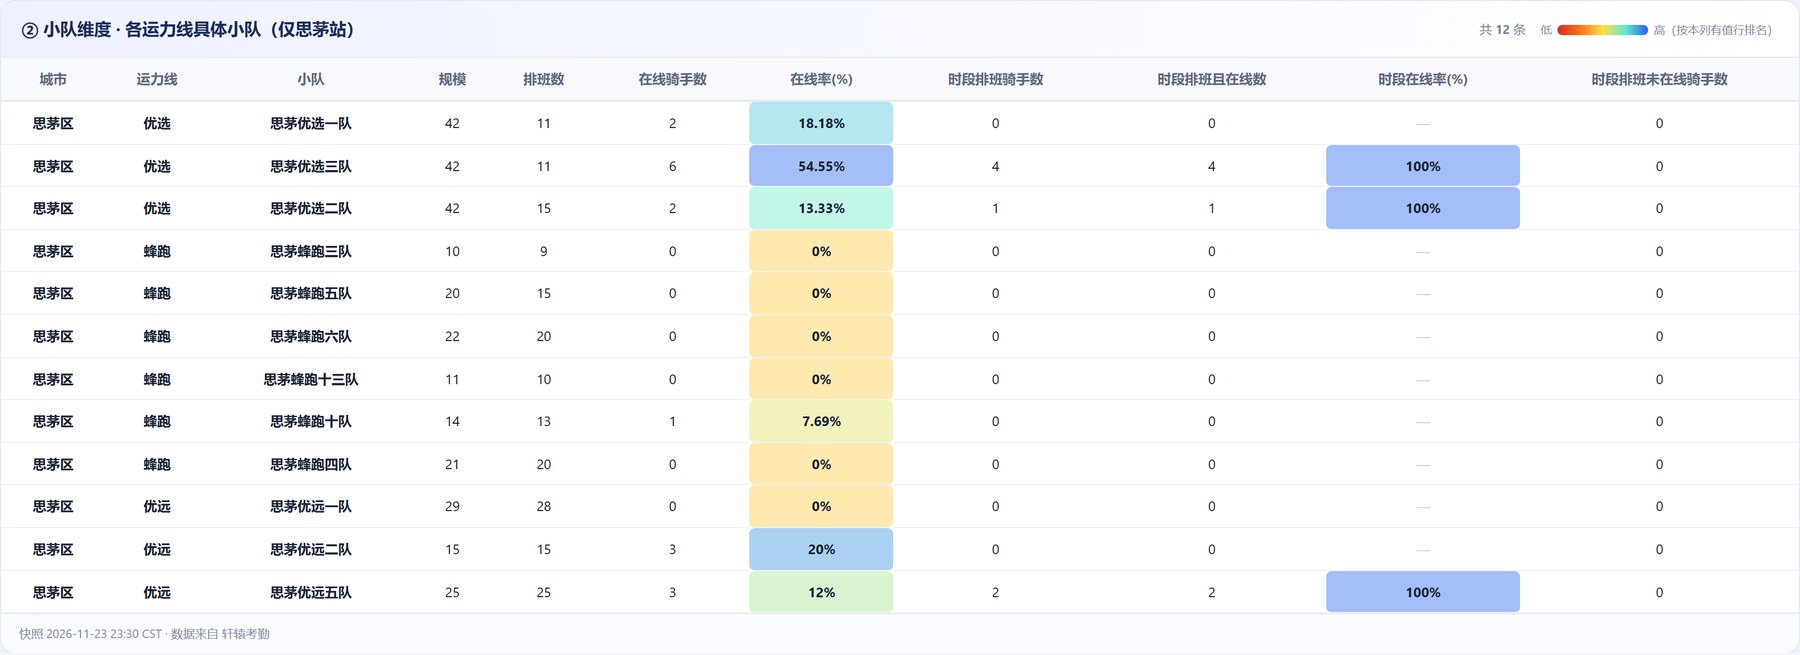 ② 小队维度 · 各运力线具体小队（仅思茅站）
共 12 条 低 高 (按本列有值行排名)
城市 运力线 小队 规模 排班数 在线骑手数 在线率(%) 时段排班骑手数 时段排班且在线数 时段在线率(%) 时段排班未在线骑手数
思茅区 优选 思茅优选一队 42 11 2 18.18% 0 0 — 0
思茅区 优选 思茅优选三队 42 11 6 54.55% 4 4 100% 0
思茅区 优选 思茅优选二队 42 15 2 13.33% 1 1 100% 0
思茅区 蜂跑 思茅蜂跑三队 10 9 0 0% 0 0 — 0
思茅区 蜂跑 思茅蜂跑五队 20 15 0 0% 0 0 — 0
思茅区 蜂跑 思茅蜂跑六队 22 20 0 0% 0 0 — 0
思茅区 蜂跑 思茅蜂跑十三队 11 10 0 0% 0 0 — 0
思茅区 蜂跑 思茅蜂跑十队 14 13 1 7.69% 0 0 — 0
思茅区 蜂跑 思茅蜂跑四队 21 20 0 0% 0 0 — 0
思茅区 优远 思茅优远一队 29 28 0 0% 0 0 — 0
思茅区 优远 思茅优远二队 15 15 3 20% 0 0 — 0
思茅区 优远 思茅优远五队 25 25 3 12% 2 2 100% 0
快照 2026-11-23 23:30 CST · 数据来自 轩辕考勤